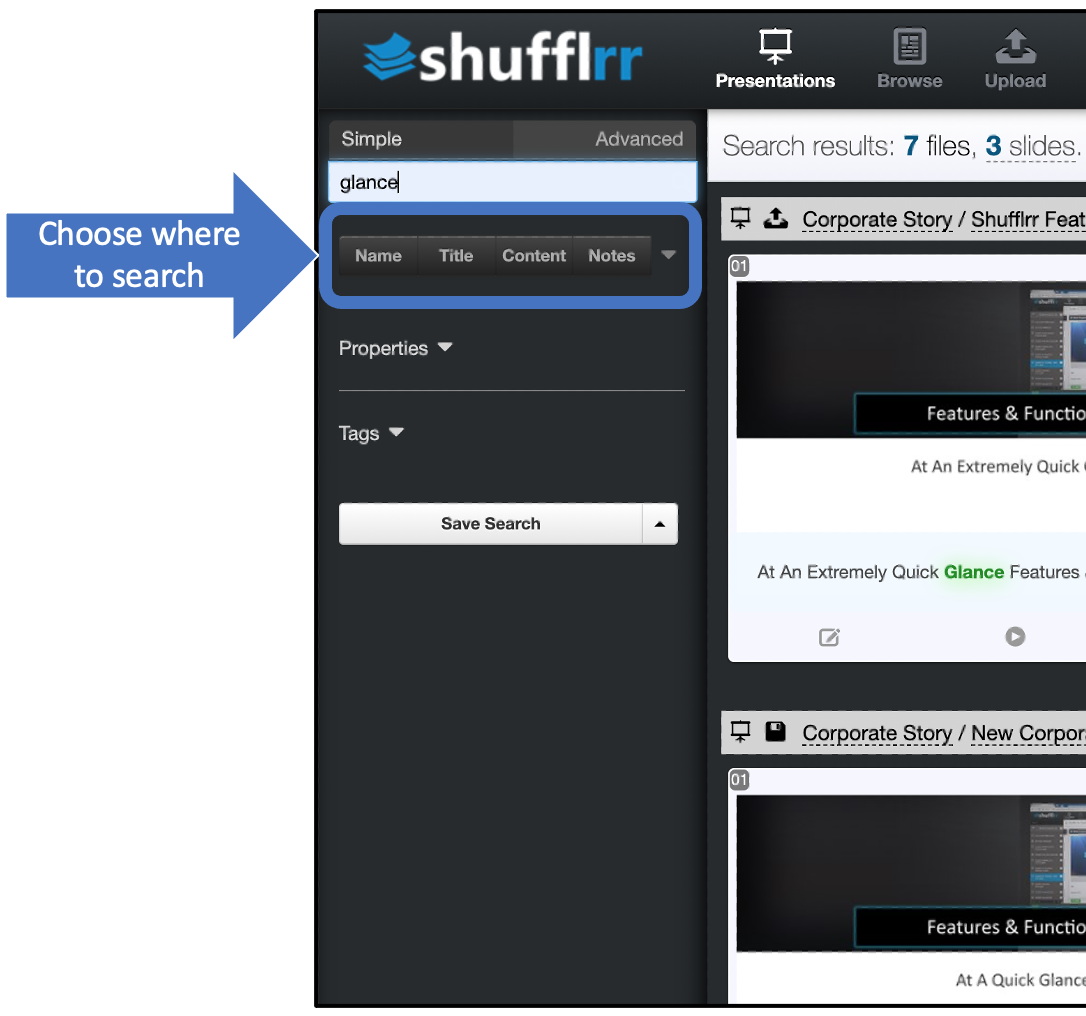 Choose where
to search
shufflrr
Presentations
Browse
Upload
Simple
Advanced
glance
Name
Title
Content
Notes
Properties
Tags
Save Search
Search results: 7 files, 3 slides.
Corporate Story / Shufflrr Feat
01
Features & Functio
At An Extremely Quick
At An Extremely Quick Glance Features
Corporate Story / New Corpor
01
Features & Functio
At A Quick Glance